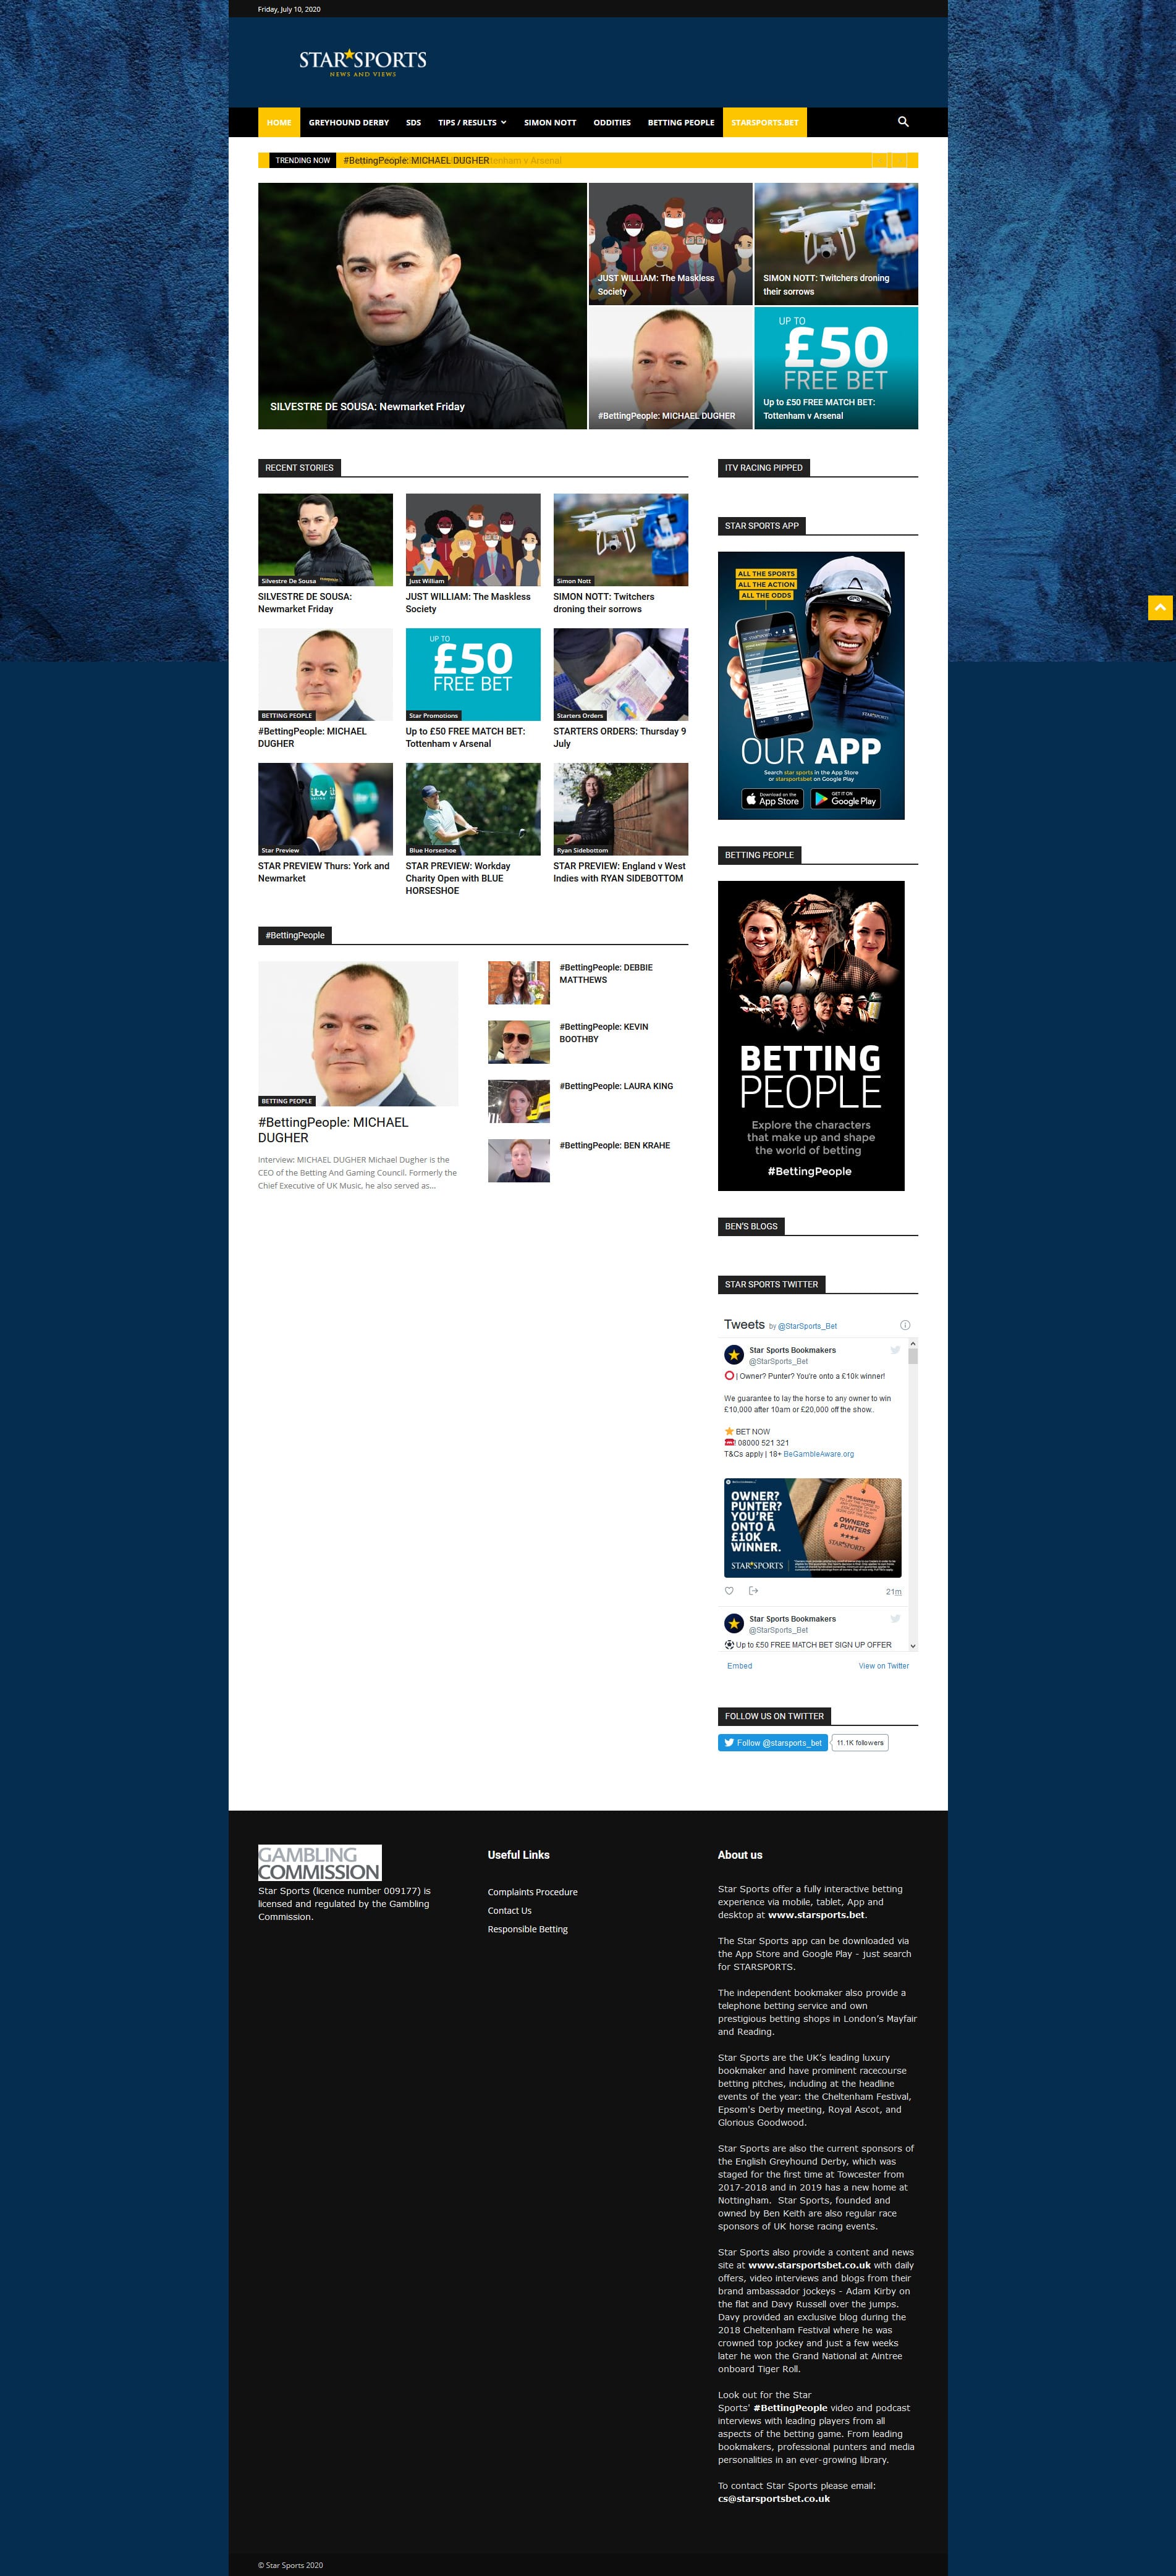 Friday, July 10, 2020
STAR★SPORTS
NEWS AND VIEWS
HOME GREYHOUND DERBY SDS TIPS / RESULTS SIMON NOTT ODDITIES BETTING PEOPLE STARSPORTS.BET
TRENDING NOW #BettingPeople: MICHAEL DUGHER tenham v Arsenal
SILVESTRE DE SOUSA: Newmarket Friday
JUST WILLIAM: The Maskless
Society
SIMON NOTT: Twitchers droning
their sorrows
#BettingPeople: MICHAEL DUGHER
UP TO
£50
FREE BET
Up to £50 FREE MATCH BET:
Tottenham v Arsenal
RECENT STORIES
Silvestre De Sousa
SILVESTRE DE SOUSA:
Newmarket Friday
Just William
JUST WILLIAM: The Maskless
Society
Simon Nott
SIMON NOTT: Twitchers
droning their sorrows
BETTING PEOPLE
#BettingPeople: MICHAEL
DUGHER
UP TO
£50
FREE BET
Star Promotions
Up to £50 FREE MATCH BET:
Tottenham v Arsenal
Starters Orders
STARTERS ORDERS: Thursday 9
July
itv
Star Preview
STAR PREVIEW Thurs: York and
Newmarket
Blue Horseshoe
STAR PREVIEW: Workday
Charity Open with BLUE
HORSESHOE
Ryan Sidebottom
STAR PREVIEW: England v West
Indies with RYAN SIDEBOTTOM
#BettingPeople
BETTING PEOPLE
#BettingPeople: MICHAEL
DUGHER
Interview: MICHAEL DUGHER Michael Dugher is the
CEO of the Betting And Gaming Council. Formerly the
Chief Executive of UK Music, he also served as...
#BettingPeople: DEBBIE
MATTHEWS
#BettingPeople: KEVIN
BOOTHBY
#BettingPeople: LAURA KING
#BettingPeople: BEN KRAHE
ITV RACING PIPPED
STAR SPORTS APP
ALL THE SPORTS
ALL THE ACTION
ALL THE ODDS
STARSPORTS
OUR APP
Search star sports in the App Store
or starsportsbet on Google Play
Download on the
App Store
GET IT ON
Google Play
BETTING PEOPLE
BETTING
PEOPLE
Explore the characters
that make up and shape
the world of betting
#BettingPeople
BEN'S BLOGS
STAR SPORTS TWITTER
Tweets by @StarSports_Bet
Star Sports Bookmakers
@StarSports_Bet
⭕ | Owner? Punter? You're onto a £10k winner!
We guarantee to lay the horse to any owner to win
£10,000 after 10am or £20,000 off the show..
⭐ BET NOW
☎️ 08000 521 321
T&Cs apply | 18+ BeGambleAware.org
OWNER?
PUNTER?
YOU'RE
ONTO A
£10K
WINNER.
STAR★SPORTS
OWNERS
& PUNTERS
★★★★
STAR★SPORTS
21m
Star Sports Bookmakers
@StarSports_Bet
⚽ Up to £50 FREE MATCH BET SIGN UP OFFER
Embed View on Twitter
FOLLOW US ON TWITTER
Follow @starsports_bet 11.1K followers
GAMBLING
COMMISSION
Star Sports (licence number 009177) is
licensed and regulated by the Gambling
Commission.
Useful Links
Complaints Procedure
Contact Us
Responsible Betting
About us
Star Sports offer a fully interactive betting
experience via mobile, tablet, App and
desktop at www.starsports.bet.
The Star Sports app can be downloaded via
the App Store and Google Play - just search
for STARSPORTS.
The independent bookmaker also provide a
telephone betting service and own
prestigious betting shops in London's Mayfair
and Reading.
Star Sports are the UK's leading luxury
bookmaker and have prominent racecourse
betting pitches, including at the headline
events of the year: the Cheltenham Festival,
Epsom's Derby meeting, Royal Ascot, and
Glorious Goodwood.
Star Sports are also the current sponsors of
the English Greyhound Derby, which was
staged for the first time at Towcester from
2017-2018 and in 2019 has a new home at
Nottingham. Star Sports, founded and
owned by Ben Keith are also regular race
sponsors of UK horse racing events.
Star Sports also provide a content and news
site at www.starsportsbet.co.uk with daily
offers, video interviews and blogs from their
brand ambassador jockeys - Adam Kirby on
the flat and Davy Russell over the jumps.
Davy provided an exclusive blog during the
2018 Cheltenham Festival where he was
crowned top jockey and just a few weeks
later he won the Grand National at Aintree
onboard Tiger Roll.
Look out for the Star
Sports' #BettingPeople video and podcast
interviews with leading players from all
aspects of the betting game. From leading
bookmakers, professional punters and media
personalities in an ever-growing library.
To contact Star Sports please email:
cs@starsportsbet.co.uk
© Star Sports 2020